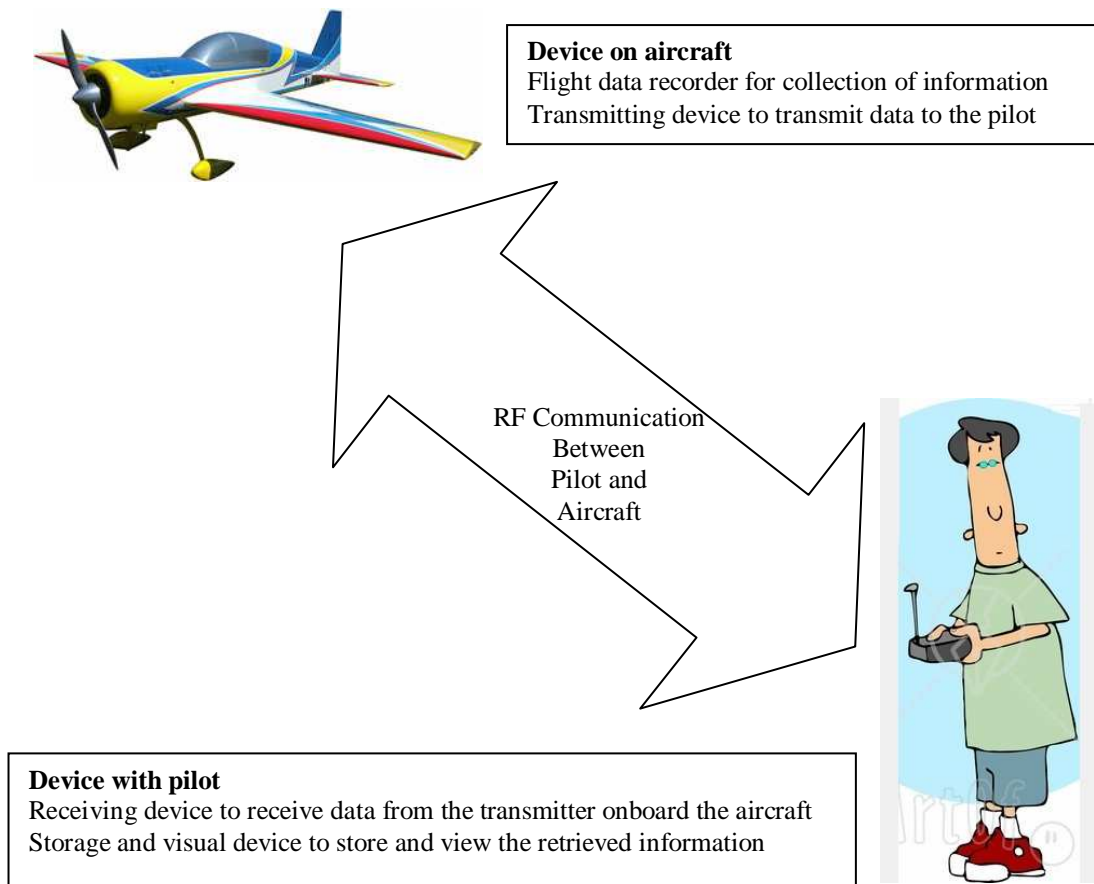 Device on aircraft
Flight data recorder for collection of information
Transmitting device to transmit data to the pilot
RF Communication
Between
Pilot and
Aircraft
Device with pilot
Receiving device to receive data from the transmitter onboard the aircraft
Storage and visual device to store and view the retrieved information